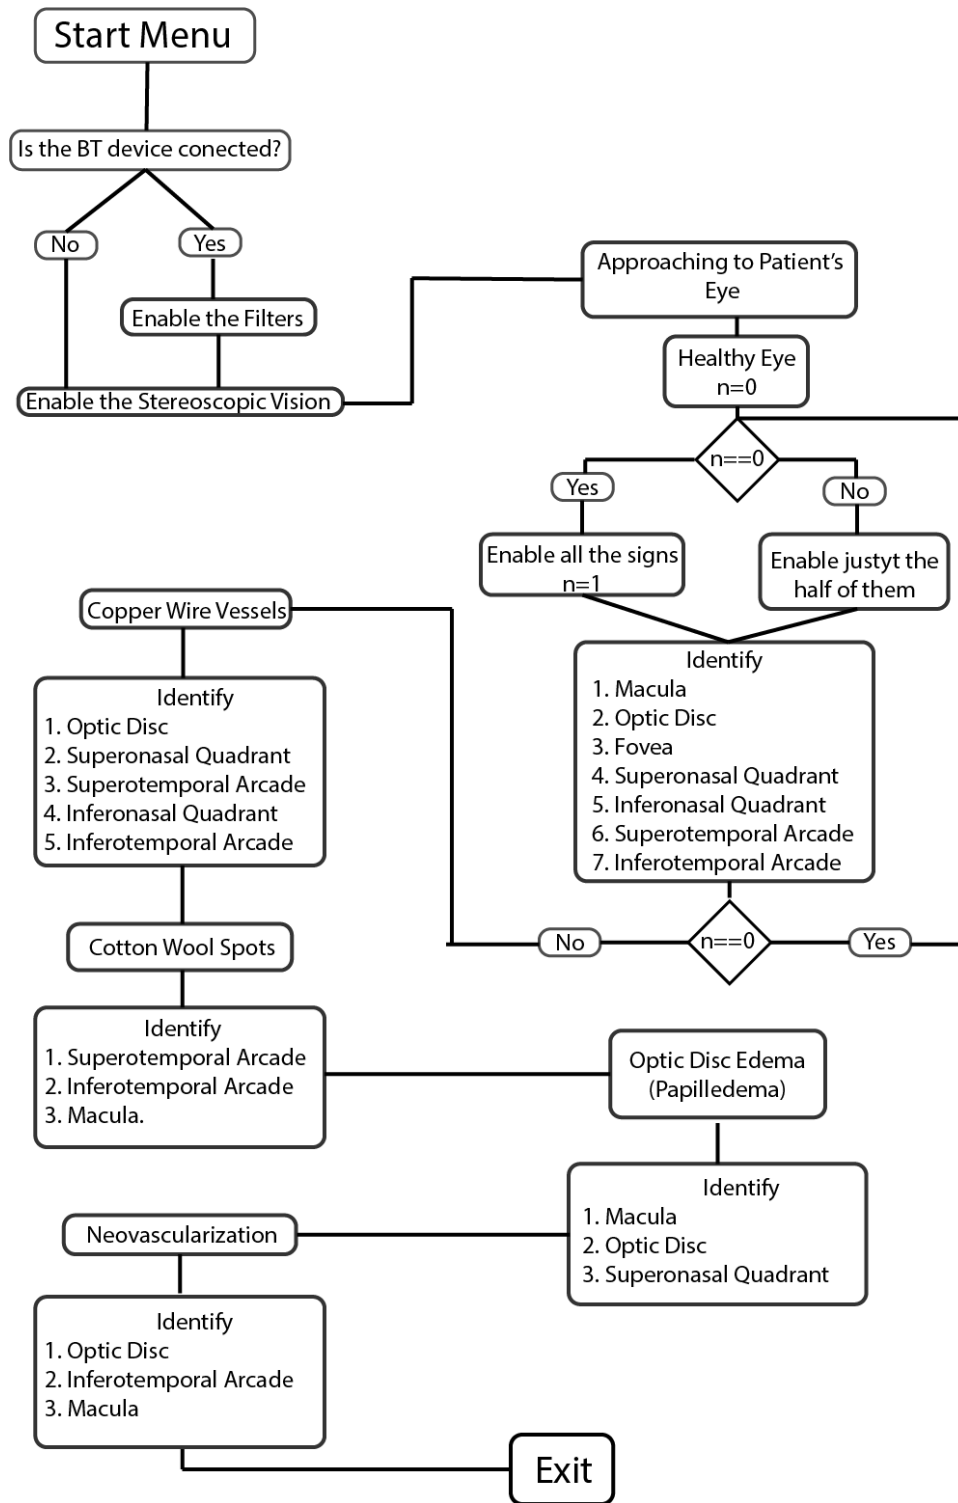 Start Menu
Is the BT device conected?
No
Yes
Enable the Filters
Enable the Stereoscopic Vision
Approaching to Patient's
Eye
Healthy Eye
n=0
n==0
Yes
No
Enable all the signs
n=1
Enable justyt the
half of them
Identify
1. Macula
2. Optic Disc
3. Fovea
4. Superonasal Quadrant
5. Inferonasal Quadrant
6. Superotemporal Arcade
7. Inferotemporal Arcade
n==0
No
Yes
Copper Wire Vessels
Identify
1. Optic Disc
2. Superonasal Quadrant
3. Superotemporal Arcade
4. Inferonasal Quadrant
5. Inferotemporal Arcade
Cotton Wool Spots
Identify
1. Superotemporal Arcade
2. Inferotemporal Arcade
3. Macula.
Optic Disc Edema
(Papilledema)
Identify
1. Macula
2. Optic Disc
3. Superonasal Quadrant
Neovascularization
Identify
1. Optic Disc
2. Inferotemporal Arcade
3. Macula
Exit